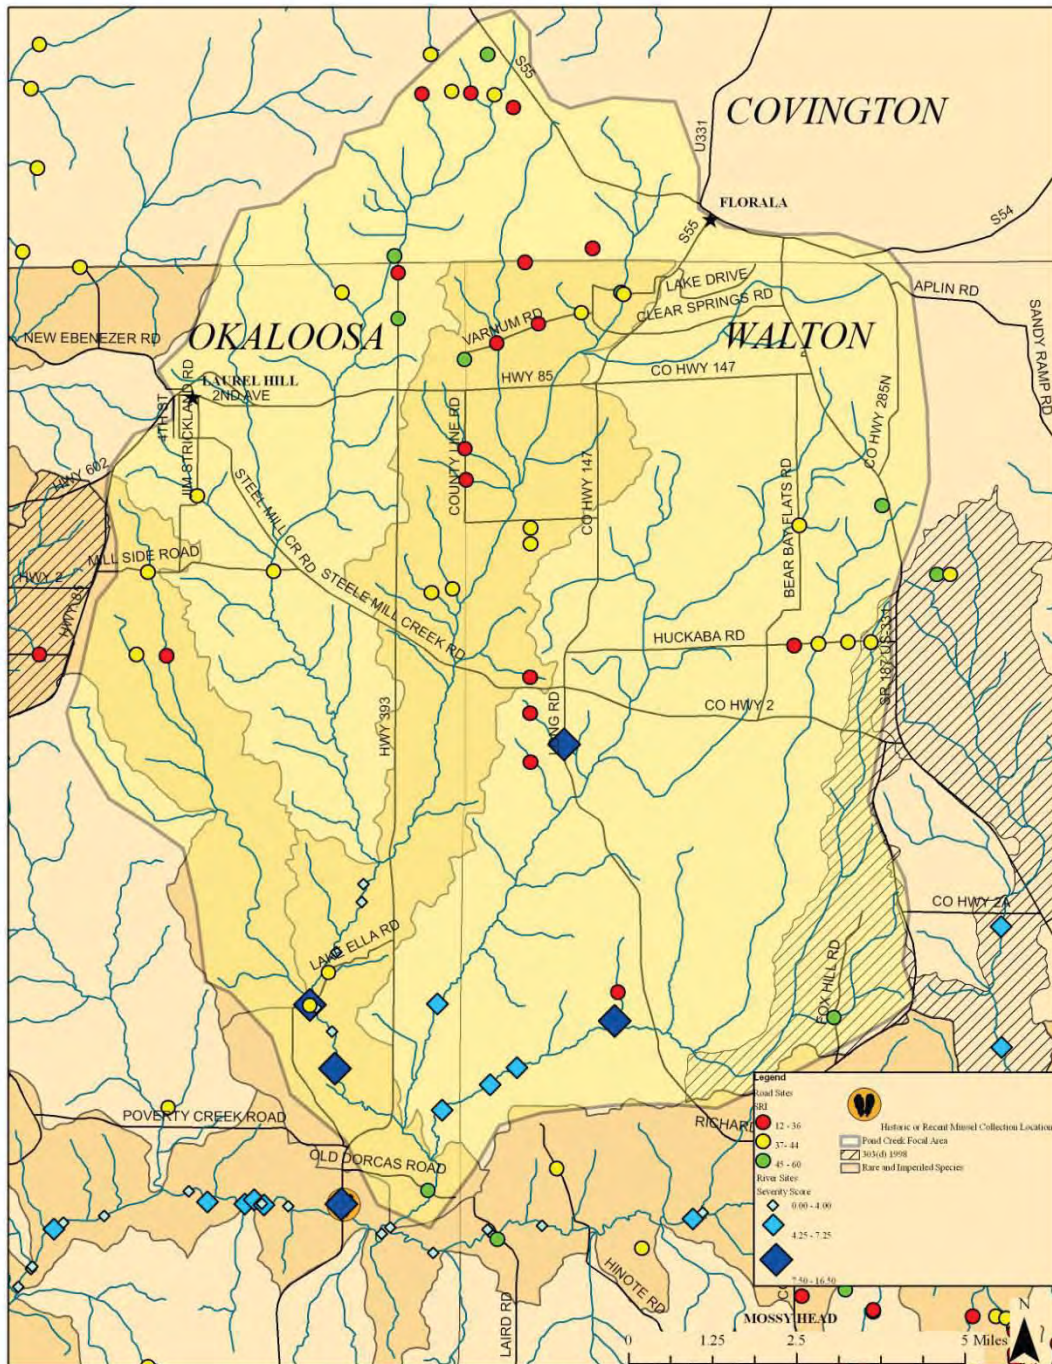 COVINGTON
S55
U331
FLORALA
S54
S55
LAKE DRIVE
APLIN RD
CLEAR SPRINGS RD
VARNUM RD
NEW EBENEZER RD
OKALOOSA
WALTON
SANDY RAMP RD
LAUREL HILL
2ND AVE
HWY 85
CO HWY 147
4TH ST
JIM STRICKLAND RD
COUNTY LINE RD
CO HWY 285N
HWY 602
STEEL MILL CR RD
CO HWY 147
BEAR BAY FLATS RD
MILL SIDE ROAD
HWY 2
HWY 85
STEELE MILL CREEK RD
HUCKABA RD
SR 187 US-331
HWY 393
CO HWY 2
CO HWY 2A
LAKE ELLA RD
FOX HILL RD
POVERTY CREEK ROAD
RICHARD
OLD DORCAS ROAD
Legend
Road Sites
SRI
12 - 36
37 - 44
45 - 60
River Sites
Severity Score
0.00 - 4.00
4.25 - 7.25
7.50 - 16.50
Historic or Recent Mussel Collection Location
Pond Creek Focal Area
303(d) 1998
Rare and Imperiled Species
HINOTE RD
LAIRD RD
MOSSY HEAD
N
0 1.25 2.5 5 Miles